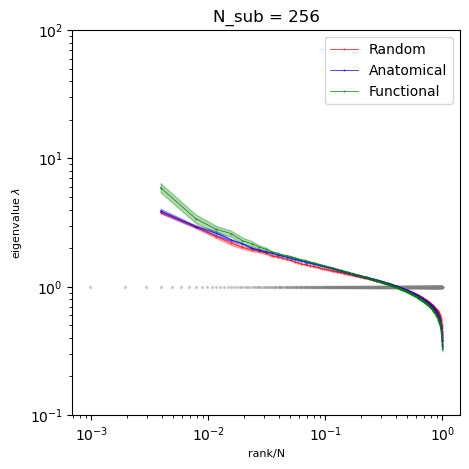 N_sub = 256
Random
Anatomical
Functional
eigenvalue λ
10²
10¹
10⁰
10⁻¹
10⁻³
10⁻²
10⁻¹
10⁰
rank/N